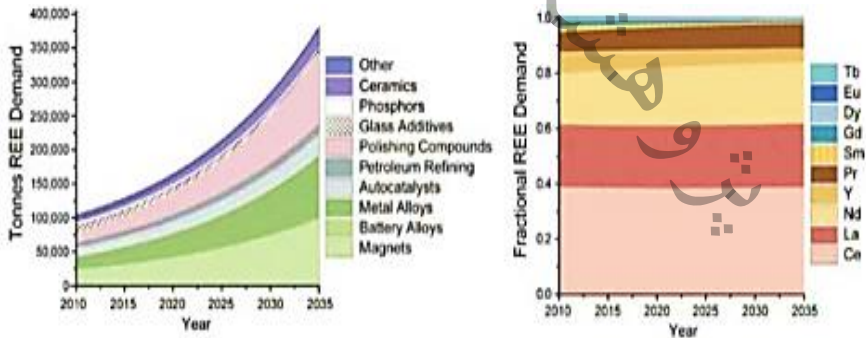 400.000
350.000
300.000
250.000
200.000
150.000
100.000
50.000
0
Tonnes REE Demand
2010 2015 2020 2025 2030 2035
Year
Other
Ceramics
Phosphors
Glass Additives
Polishing Compounds
Petroleum Refining
Autocatalysts
Metal Alloys
Battery Alloys
Magnets
1.0
0.8
0.6
0.4
0.2
0.0
Fractional REE Demand
2010 2015 2020 2025 2030 2035
Year
Tb
Eu
Dy
Gd
Sm
Pr
Y
Nd
La
Ce